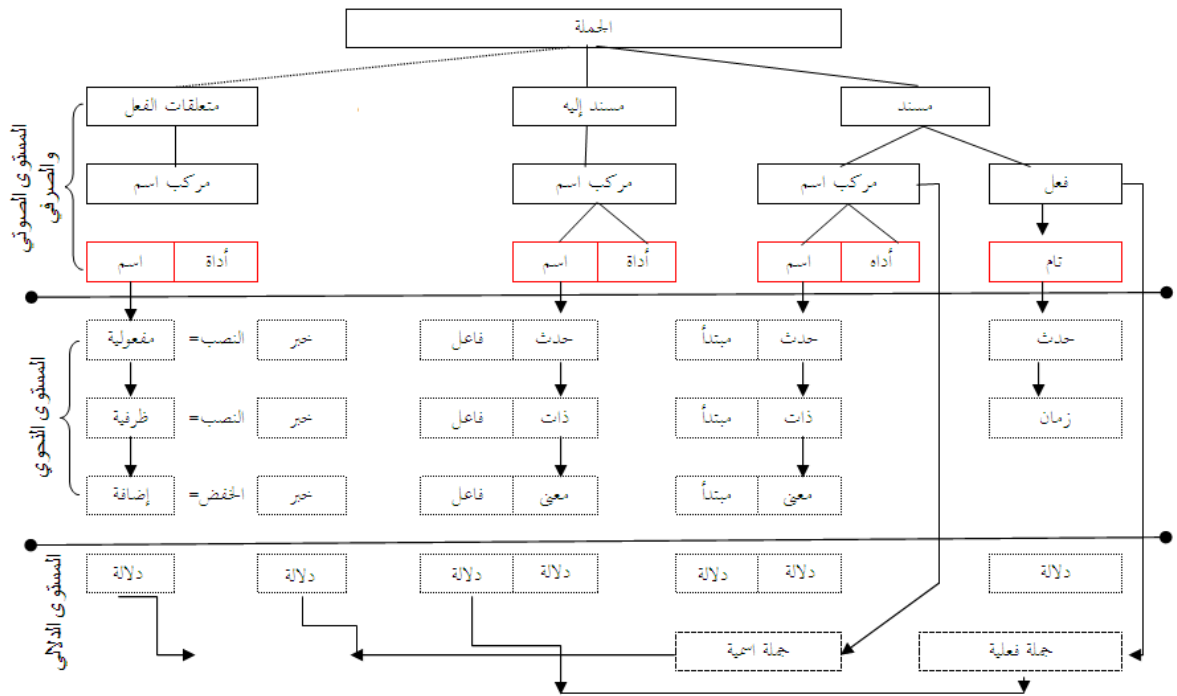 الجملة
مسند
مسند إليه
متعلقات الفعل
المستوى الصوتي
والصرفي
فعل
مركب اسم
مركب اسم
مركب اسم
تام
أداه
اسم
أداة
اسم
أداة
اسم
المستوى النحوي
حدث
حدث
مبتدأ
حدث
فاعل
خبر
النصب=
مفعولية
زمان
ذات
مبتدأ
ذات
فاعل
خبر
النصب=
ظرفية
معنى
مبتدأ
معنى
فاعل
خبر
الخفض=
إضافة
المستوى الدلالي
دلالة
دلالة
دلالة
دلالة
دلالة
دلالة
دلالة
جملة فعلية
جملة اسمية